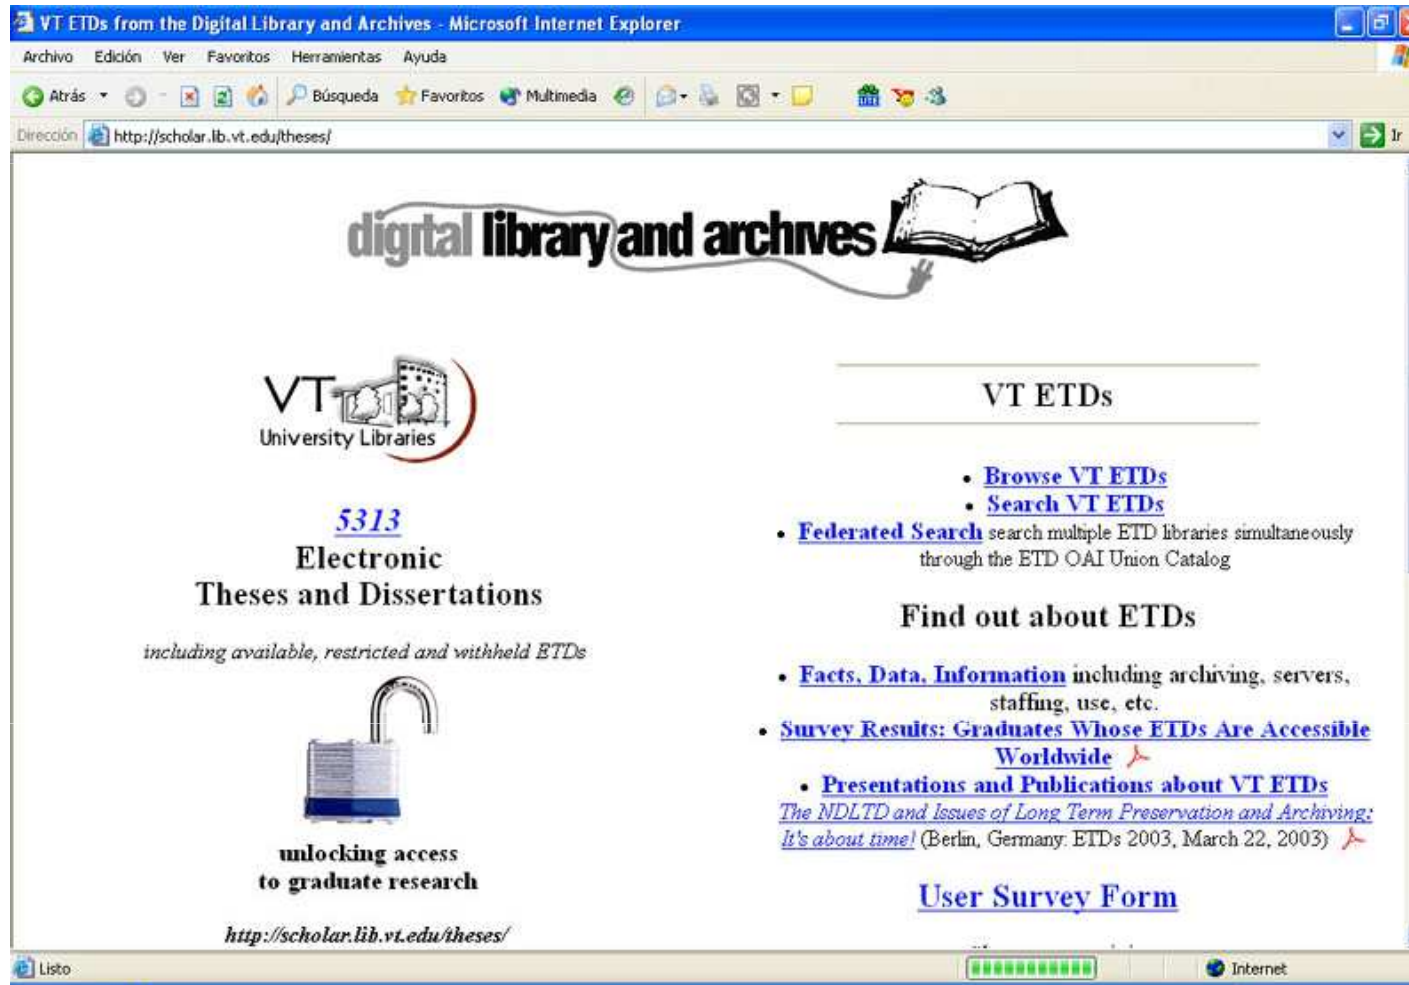 VT ETDs from the Digital Library and Archives - Microsoft Internet Explorer
Archivo Edición Ver Favoritos Herramientas Ayuda
Atrás Búsqueda Favoritos Multimedia
Dirección http://scholar.lib.vt.edu/theses/ Ir
digital library and archives
VT
University Libraries
5313
Electronic
Theses and Dissertations
including available, restricted and withheld ETDs
unlocking access
to graduate research
http://scholar.lib.vt.edu/theses/
VT ETDs
• Browse VT ETDs
• Search VT ETDs
• Federated Search search multiple ETD libraries simultaneously
through the ETD OAI Union Catalog
Find out about ETDs
• Facts, Data, Information including archiving, servers,
staffing, use, etc.
• Survey Results: Graduates Whose ETDs Are Accessible
Worldwide
• Presentations and Publications about VT ETDs
The NDLTD and Issues of Long Term Preservation and Archiving:
It's about time! (Berlin, Germany: ETDs 2003, March 22, 2003)
User Survey Form
Listo Internet